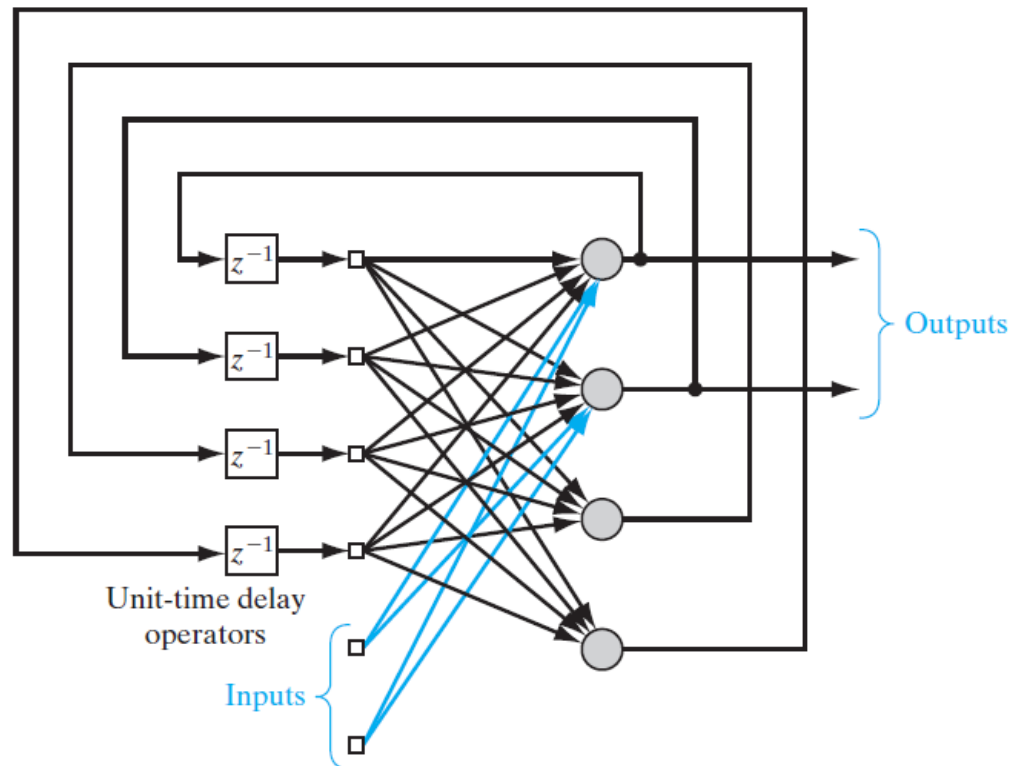 z⁻¹
z⁻¹
z⁻¹
z⁻¹
Unit-time delay
operators
Inputs
Outputs